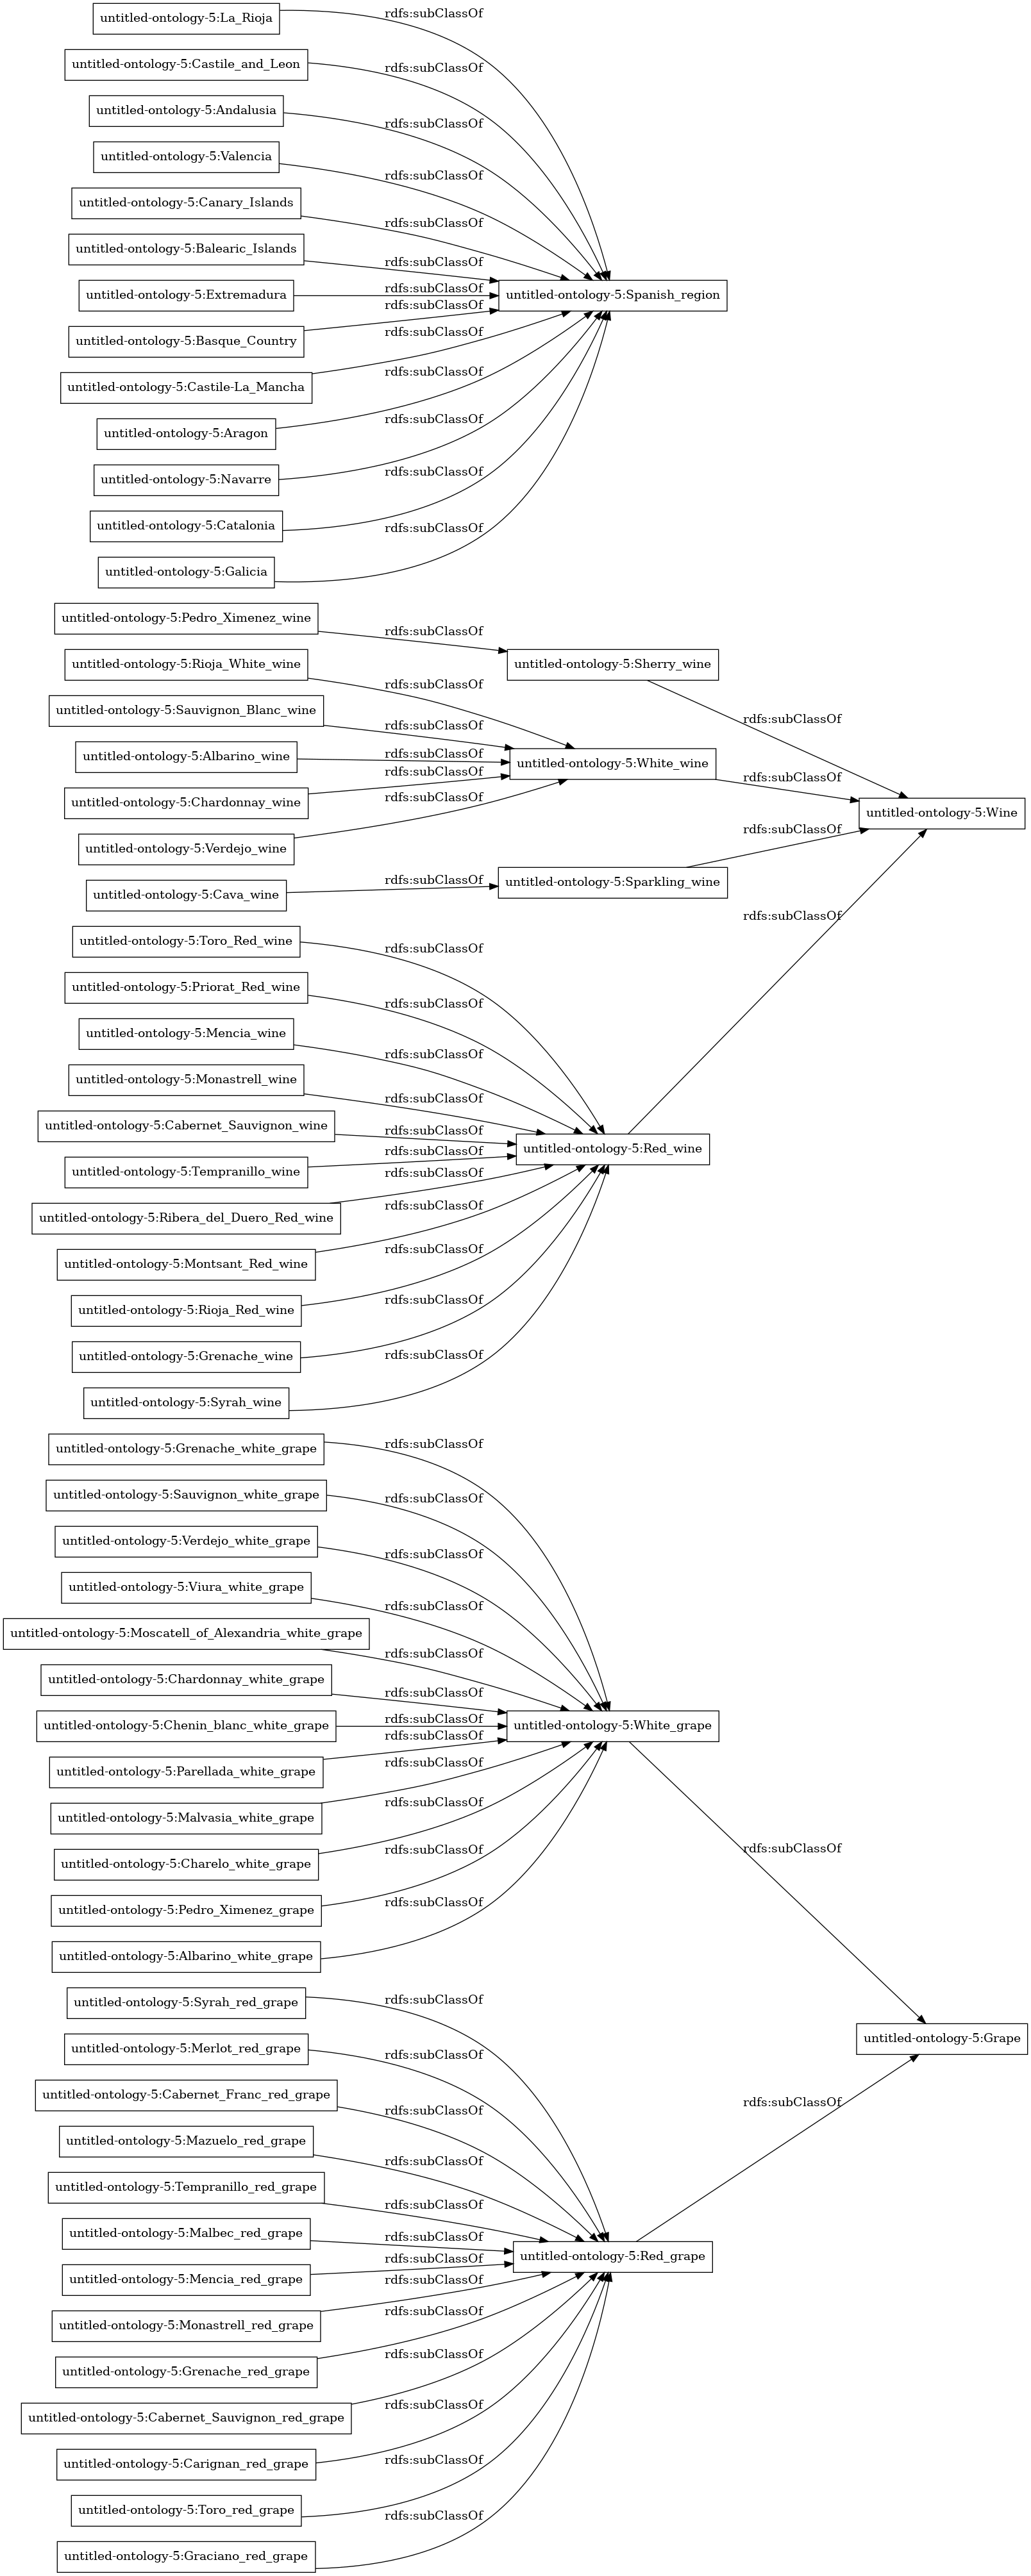 untitled-ontology-5:La_Rioja
rdfs:subClassOf
untitled-ontology-5:Castile_and_Leon
rdfs:subClassOf
untitled-ontology-5:Andalusia
rdfs:subClassOf
untitled-ontology-5:Valencia
rdfs:subClassOf
untitled-ontology-5:Canary_Islands
rdfs:subClassOf
untitled-ontology-5:Balearic_Islands
rdfs:subClassOf
untitled-ontology-5:Extremadura
rdfs:subClassOf
untitled-ontology-5:Spanish_region
rdfs:subClassOf
untitled-ontology-5:Basque_Country
rdfs:subClassOf
untitled-ontology-5:Castile-La_Mancha
rdfs:subClassOf
untitled-ontology-5:Aragon
rdfs:subClassOf
untitled-ontology-5:Navarre
rdfs:subClassOf
untitled-ontology-5:Catalonia
rdfs:subClassOf
untitled-ontology-5:Galicia
untitled-ontology-5:Pedro_Ximenez_wine
rdfs:subClassOf
untitled-ontology-5:Sherry_wine
untitled-ontology-5:Rioja_White_wine
rdfs:subClassOf
untitled-ontology-5:Sauvignon_Blanc_wine
rdfs:subClassOf
rdfs:subClassOf
untitled-ontology-5:Albarino_wine
rdfs:subClassOf
untitled-ontology-5:White_wine
rdfs:subClassOf
rdfs:subClassOf
untitled-ontology-5:Chardonnay_wine
rdfs:subClassOf
untitled-ontology-5:Wine
rdfs:subClassOf
untitled-ontology-5:Verdejo_wine
untitled-ontology-5:Cava_wine
rdfs:subClassOf
untitled-ontology-5:Sparkling_wine
rdfs:subClassOf
untitled-ontology-5:Toro_Red_wine
rdfs:subClassOf
untitled-ontology-5:Priorat_Red_wine
rdfs:subClassOf
untitled-ontology-5:Mencia_wine
rdfs:subClassOf
untitled-ontology-5:Monastrell_wine
rdfs:subClassOf
untitled-ontology-5:Cabernet_Sauvignon_wine
rdfs:subClassOf
untitled-ontology-5:Red_wine
rdfs:subClassOf
untitled-ontology-5:Tempranillo_wine
rdfs:subClassOf
untitled-ontology-5:Ribera_del_Duero_Red_wine
rdfs:subClassOf
untitled-ontology-5:Montsant_Red_wine
rdfs:subClassOf
untitled-ontology-5:Rioja_Red_wine
rdfs:subClassOf
untitled-ontology-5:Grenache_wine
rdfs:subClassOf
untitled-ontology-5:Syrah_wine
rdfs:subClassOf
untitled-ontology-5:Grenache_white_grape
rdfs:subClassOf
untitled-ontology-5:Sauvignon_white_grape
rdfs:subClassOf
untitled-ontology-5:Verdejo_white_grape
rdfs:subClassOf
untitled-ontology-5:Viura_white_grape
rdfs:subClassOf
untitled-ontology-5:Moscatell_of_Alexandria_white_grape
rdfs:subClassOf
untitled-ontology-5:Chardonnay_white_grape
rdfs:subClassOf
untitled-ontology-5:Chenin_blanc_white_grape
rdfs:subClassOf
untitled-ontology-5:White_grape
rdfs:subClassOf
untitled-ontology-5:Parellada_white_grape
rdfs:subClassOf
untitled-ontology-5:Malvasia_white_grape
rdfs:subClassOf
untitled-ontology-5:Charelo_white_grape
rdfs:subClassOf
rdfs:subClassOf
untitled-ontology-5:Pedro_Ximenez_grape
untitled-ontology-5:Albarino_white_grape
rdfs:subClassOf
untitled-ontology-5:Syrah_red_grape
untitled-ontology-5:Grape
untitled-ontology-5:Merlot_red_grape
rdfs:subClassOf
untitled-ontology-5:Cabernet_Franc_red_grape
rdfs:subClassOf
rdfs:subClassOf
untitled-ontology-5:Mazuelo_red_grape
rdfs:subClassOf
untitled-ontology-5:Tempranillo_red_grape
rdfs:subClassOf
untitled-ontology-5:Malbec_red_grape
rdfs:subClassOf
untitled-ontology-5:Red_grape
rdfs:subClassOf
untitled-ontology-5:Mencia_red_grape
rdfs:subClassOf
untitled-ontology-5:Monastrell_red_grape
rdfs:subClassOf
untitled-ontology-5:Grenache_red_grape
rdfs:subClassOf
untitled-ontology-5:Cabernet_Sauvignon_red_grape
rdfs:subClassOf
untitled-ontology-5:Carignan_red_grape
rdfs:subClassOf
untitled-ontology-5:Toro_red_grape
rdfs:subClassOf
untitled-ontology-5:Graciano_red_grape